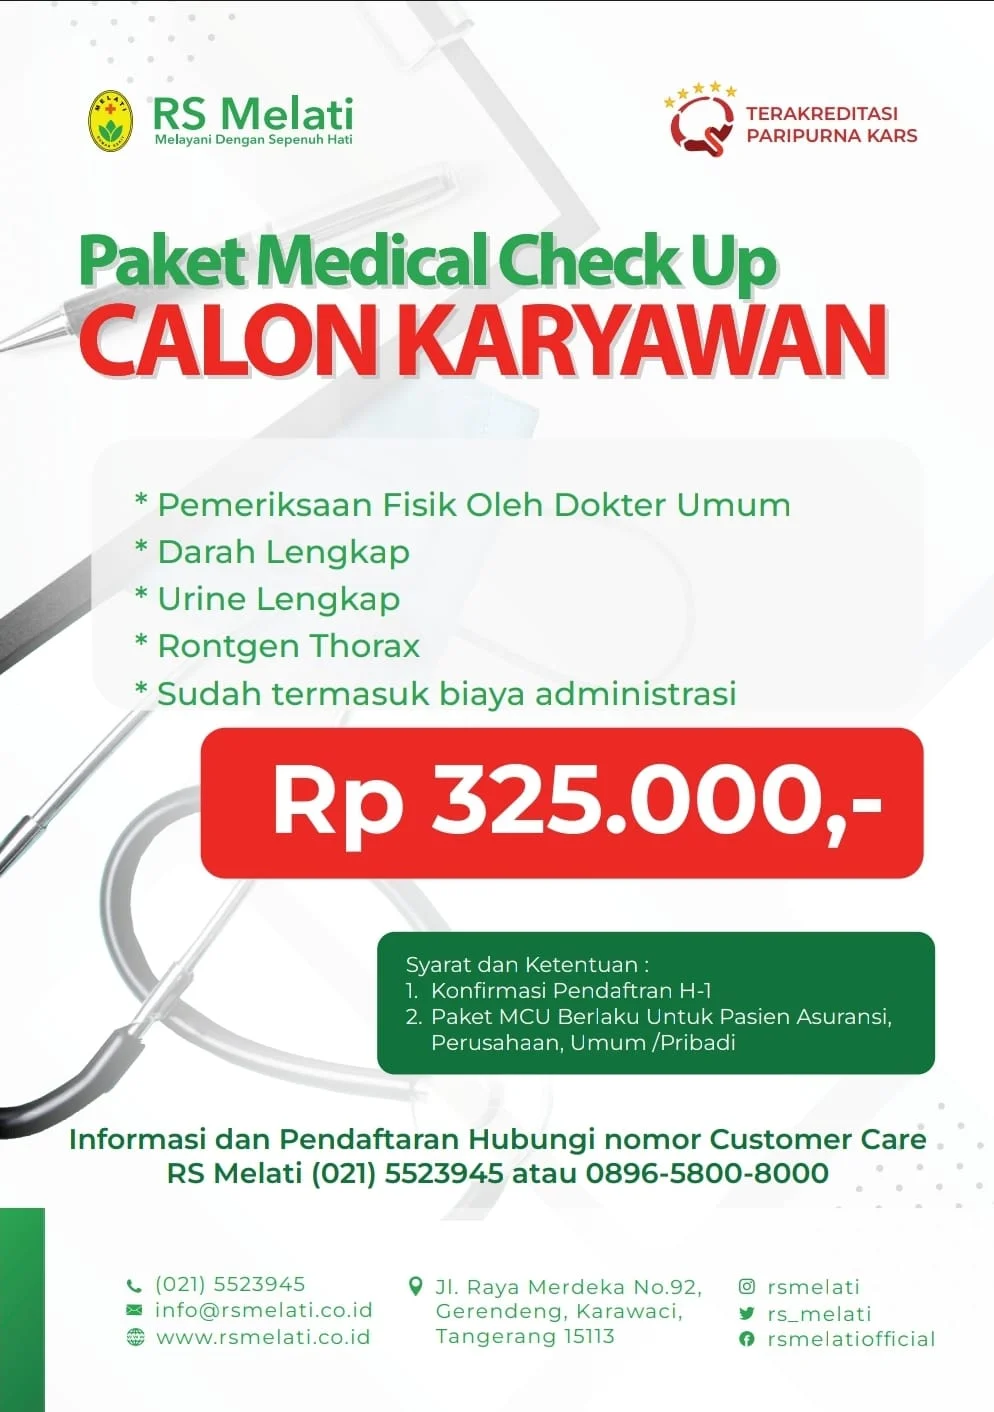 RS Melati
Melayani Dengan Sepenuh Hati
MELATI
TERAKREDITASI
PARIPURNA KARS
Paket Medical Check Up
CALON KARYAWAN
* Pemeriksaan Fisik Oleh Dokter Umum
* Darah Lengkap
* Urine Lengkap
* Rontgen Thorax
* Sudah termasuk biaya administrasi
Rp 325.000,-
Syarat dan Ketentuan :
1. Konfirmasi Pendaftran H-1
2. Paket MCU Berlaku Untuk Pasien Asuransi,
Perusahaan, Umum /Pribadi
Informasi dan Pendaftaran Hubungi nomor Customer Care
RS Melati (021) 5523945 atau 0896-5800-8000
(021) 5523945
info@rsmelati.co.id
www.rsmelati.co.id
Jl. Raya Merdeka No.92,
Gerendeng, Karawaci,
Tangerang 15113
rsmelati
rs_melati
rsmelatiofficial